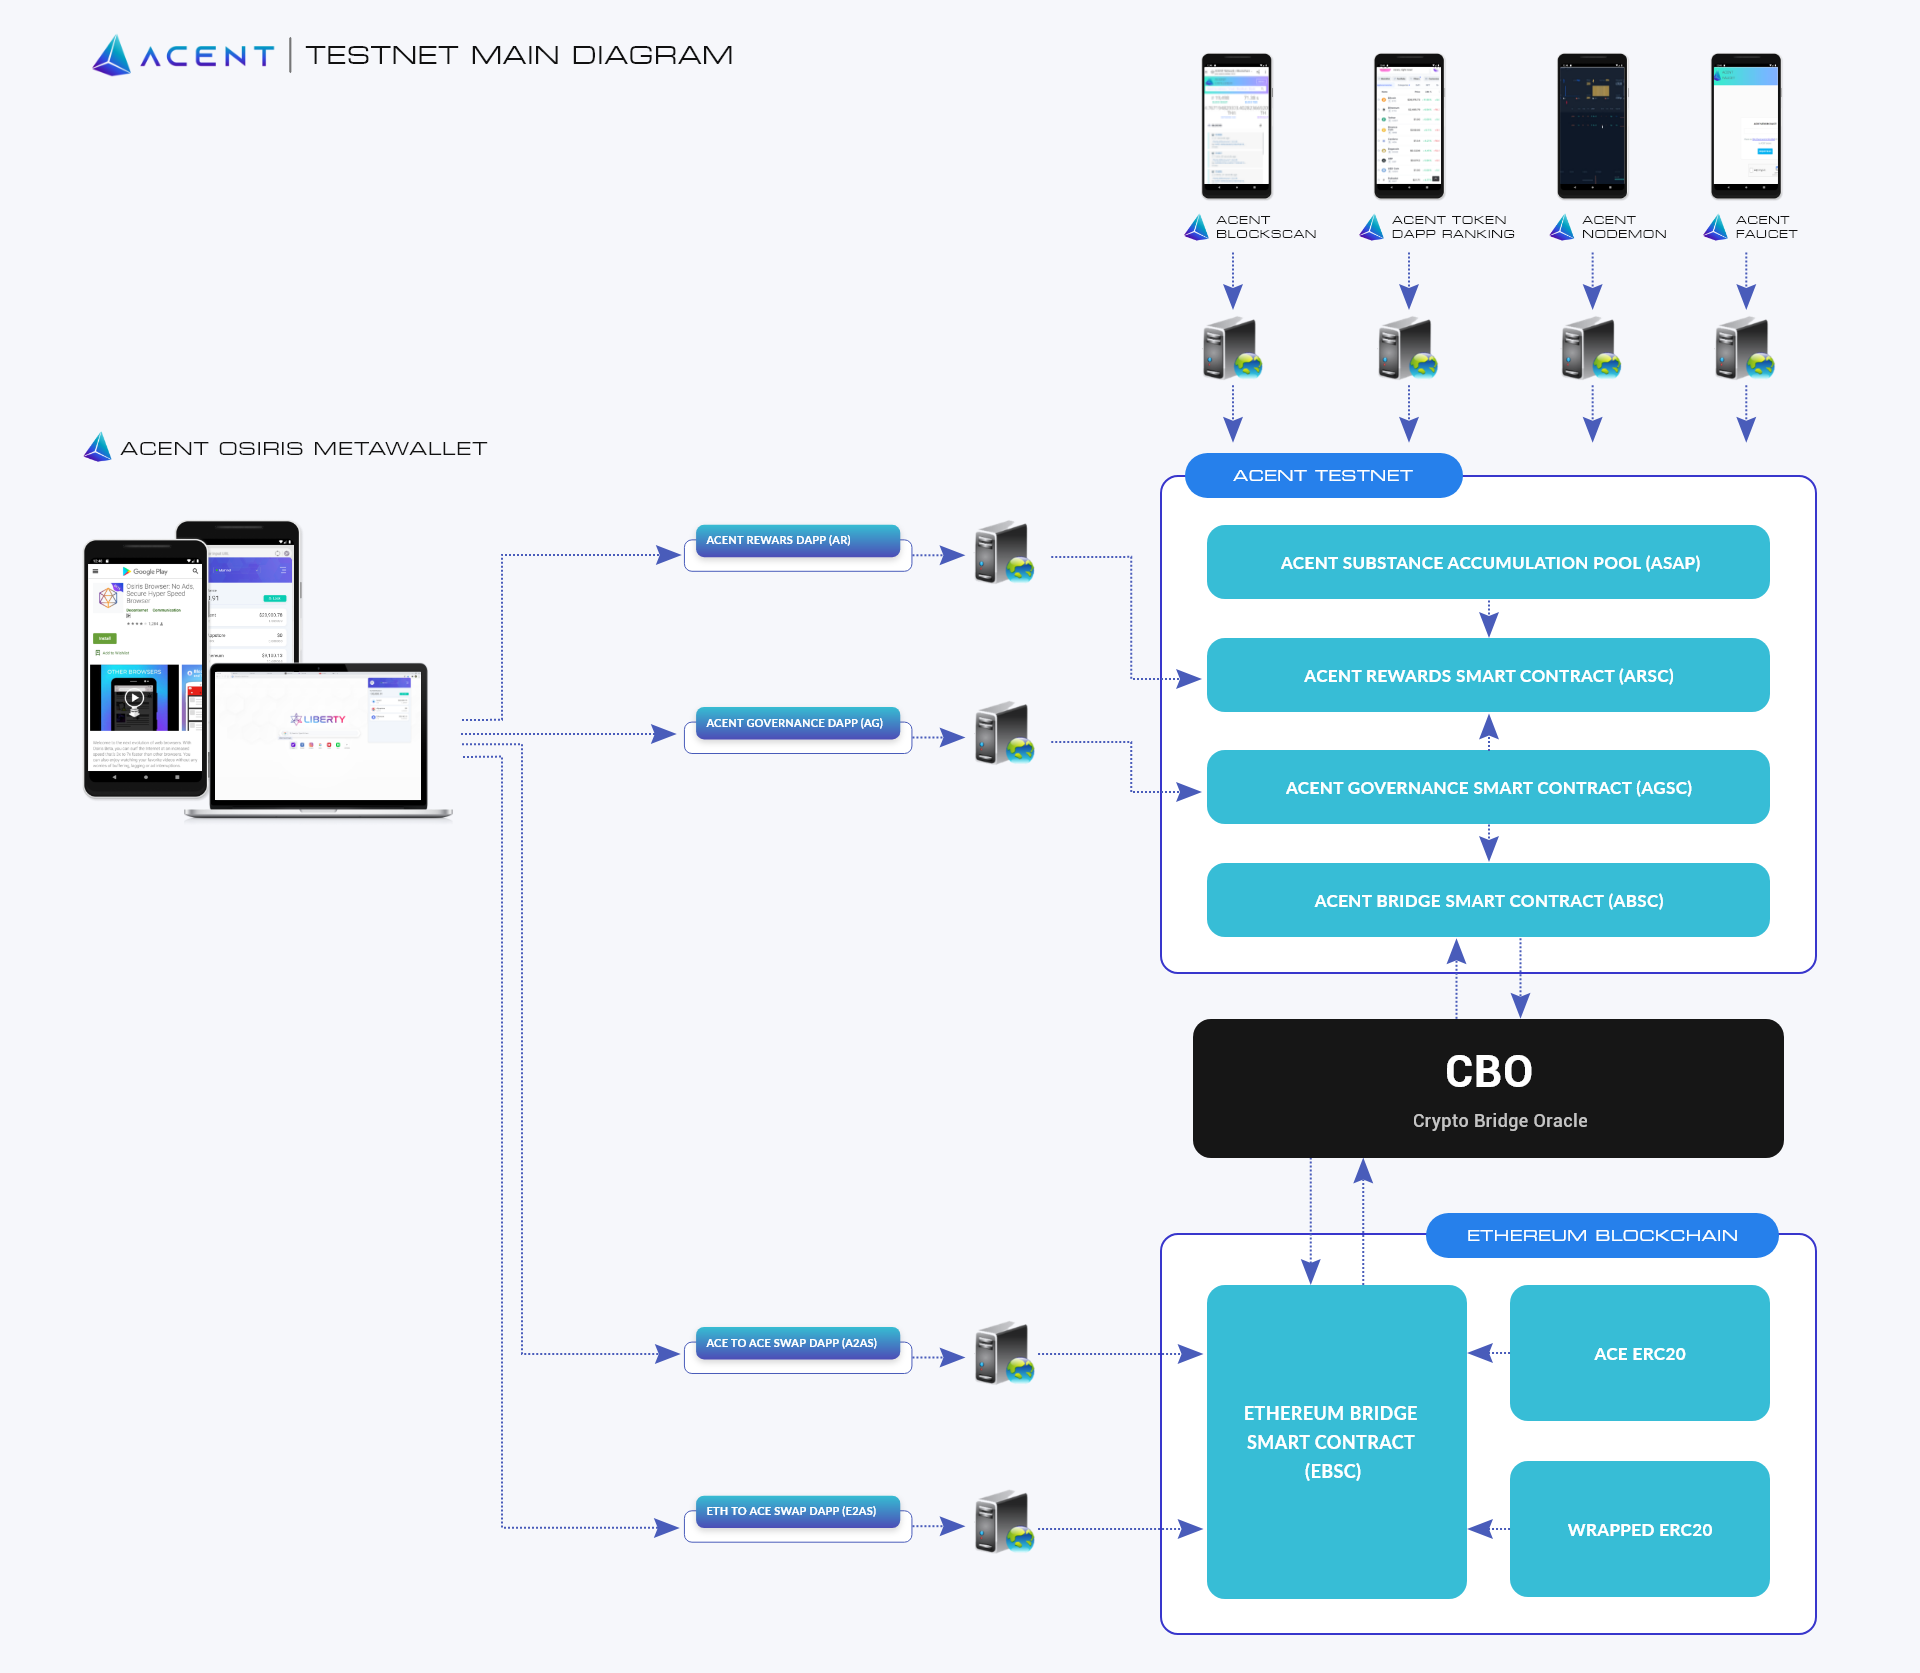 ACENT
TESTNET MAIN DIAGRAM
ACENT
BLOCKSCAN
ACENT TOKEN
DAPP RANKING
ACENT
NODEMON
ACENT
FAUCET
ACENT OSIRIS METAWALLET
Google Play
Osiris Browser: No Ads,
Secure Hyper Speed
Browser
Install
OTHER BROWSERS
LIBERTY
ACENT REWARS DAPP (AR)
ACENT GOVERNANCE DAPP (AG)
ACENT TESTNET
ACENT SUBSTANCE ACCUMULATION POOL (ASAP)
ACENT REWARDS SMART CONTRACT (ARSC)
ACENT GOVERNANCE SMART CONTRACT (AGSC)
ACENT BRIDGE SMART CONTRACT (ABSC)
CBO
Crypto Bridge Oracle
ETHEREUM BLOCKCHAIN
ACE TO ACE SWAP DAPP (A2AS)
ETH TO ACE SWAP DAPP (E2AS)
ETHEREUM BRIDGE
SMART CONTRACT
(EBSC)
ACE ERC20
WRAPPED ERC20